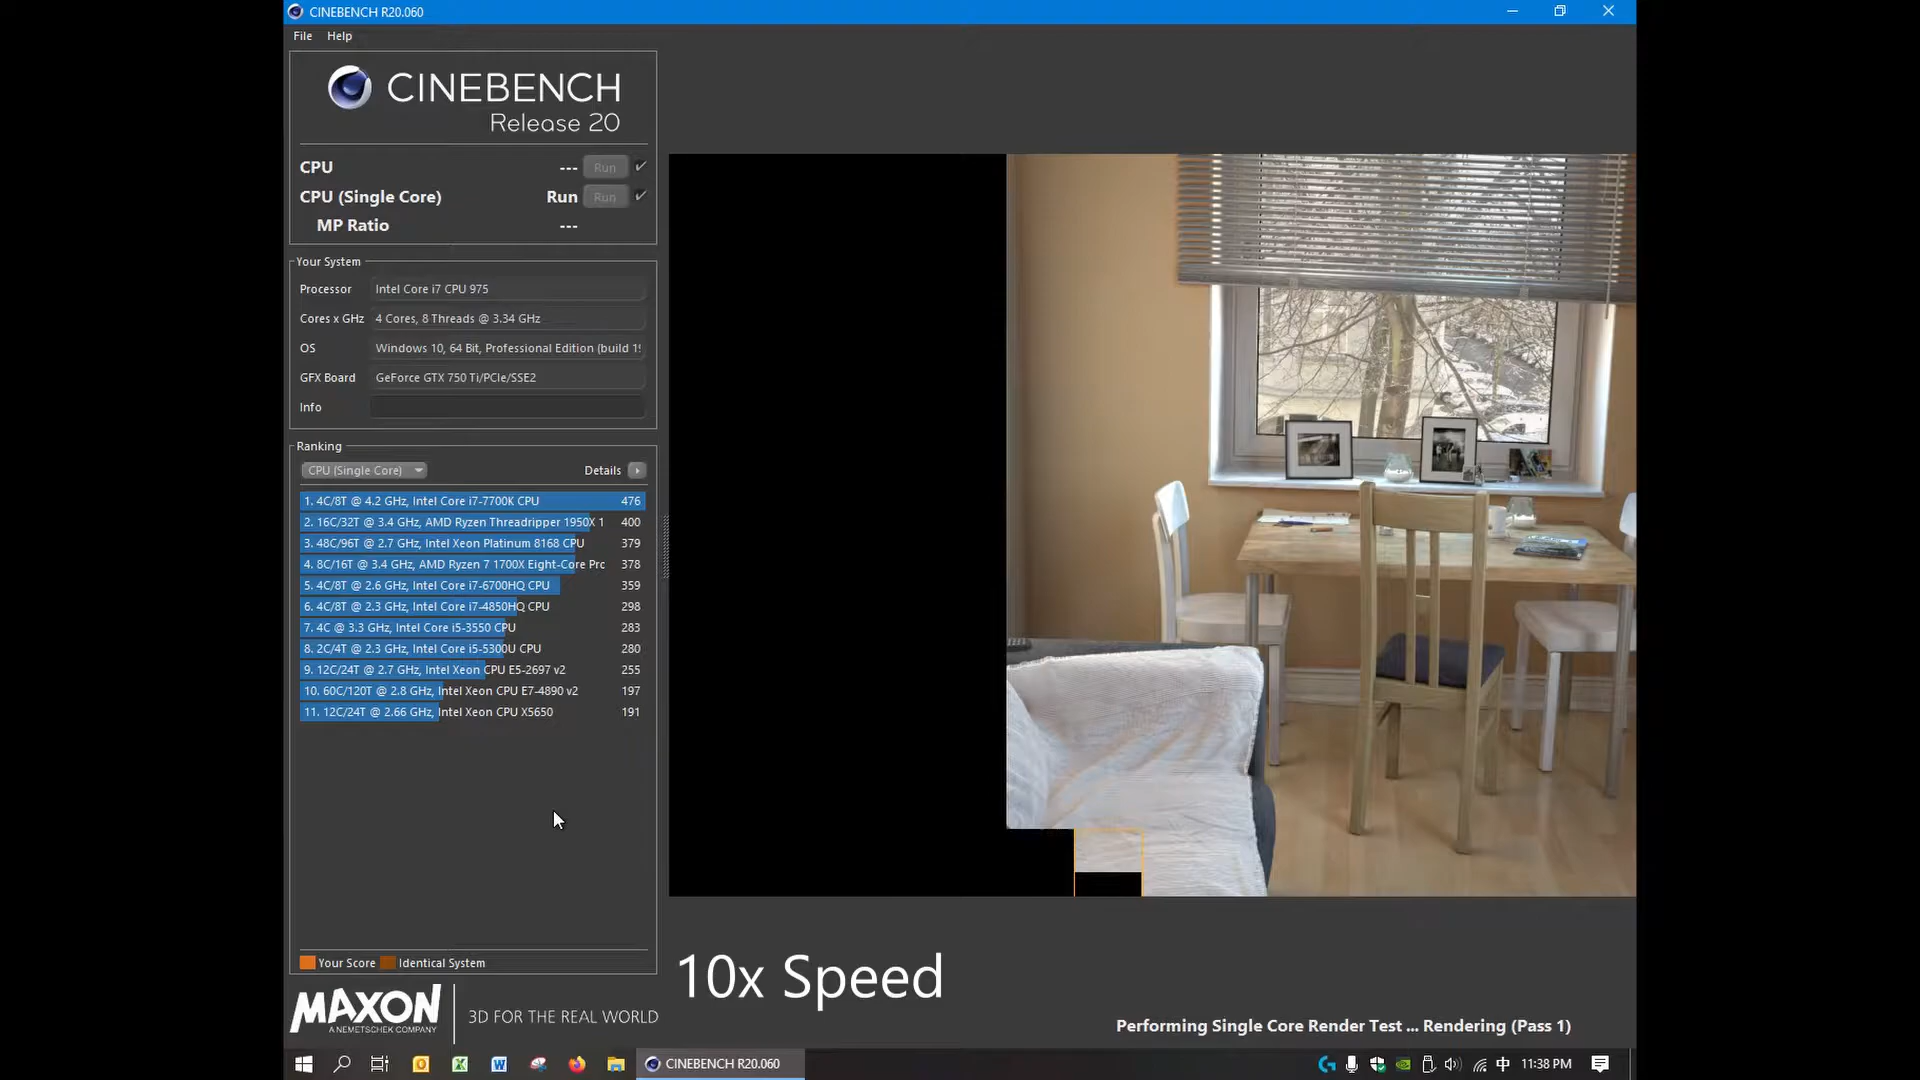 CINEBENCH R20.060
File Help
CINEBENCH
Release 20
CPU --- Run
CPU (Single Core) Run Run
MP Ratio ---
Your System
Processor Intel Core i7 CPU 975
Cores x GHz 4 Cores, 8 Threads @ 3.34 GHz
OS Windows 10, 64 Bit, Professional Edition (build 1
GFX Board GeForce GTX 750 Ti/PCIe/SSE2
Info
Ranking
CPU (Single Core) Details
1. 4C/8T @ 4.2 GHz, Intel Core i7-7700K CPU 476
2. 16C/32T @ 3.4 GHz, AMD Ryzen Threadripper 1950X 1 400
3. 48C/96T @ 2.7 GHz, Intel Xeon Platinum 8168 CPU 379
4. 8C/16T @ 3.4 GHz, AMD Ryzen 7 1700X Eight-Core Prc 378
5. 4C/8T @ 2.6 GHz, Intel Core i7-6700HQ CPU 359
6. 4C/8T @ 2.3 GHz, Intel Core i7-4850HQ CPU 298
7. 4C @ 3.3 GHz, Intel Core i5-3550 CPU 283
8. 2C/4T @ 2.3 GHz, Intel Core i5-5300U CPU 280
9. 12C/24T @ 2.7 GHz, Intel Xeon CPU E5-2697 v2 255
10. 60C/120T @ 2.8 GHz, Intel Xeon CPU E7-4890 v2 197
11. 12C/24T @ 2.66 GHz, Intel Xeon CPU X5650 191
Your Score Identical System
10x Speed
MAXON
A NEMETSCHEK COMPANY
3D FOR THE REAL WORLD
Performing Single Core Render Test ... Rendering (Pass 1)
CINEBENCH R20.060
中 11:38 PM